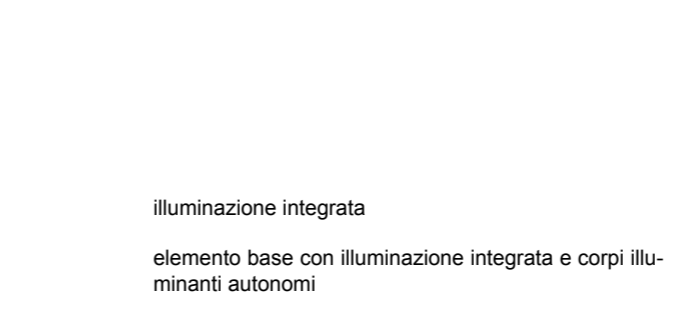 illuminazione integrata
elemento base con illuminazione integrata e corpi illu-
minanti autonomi